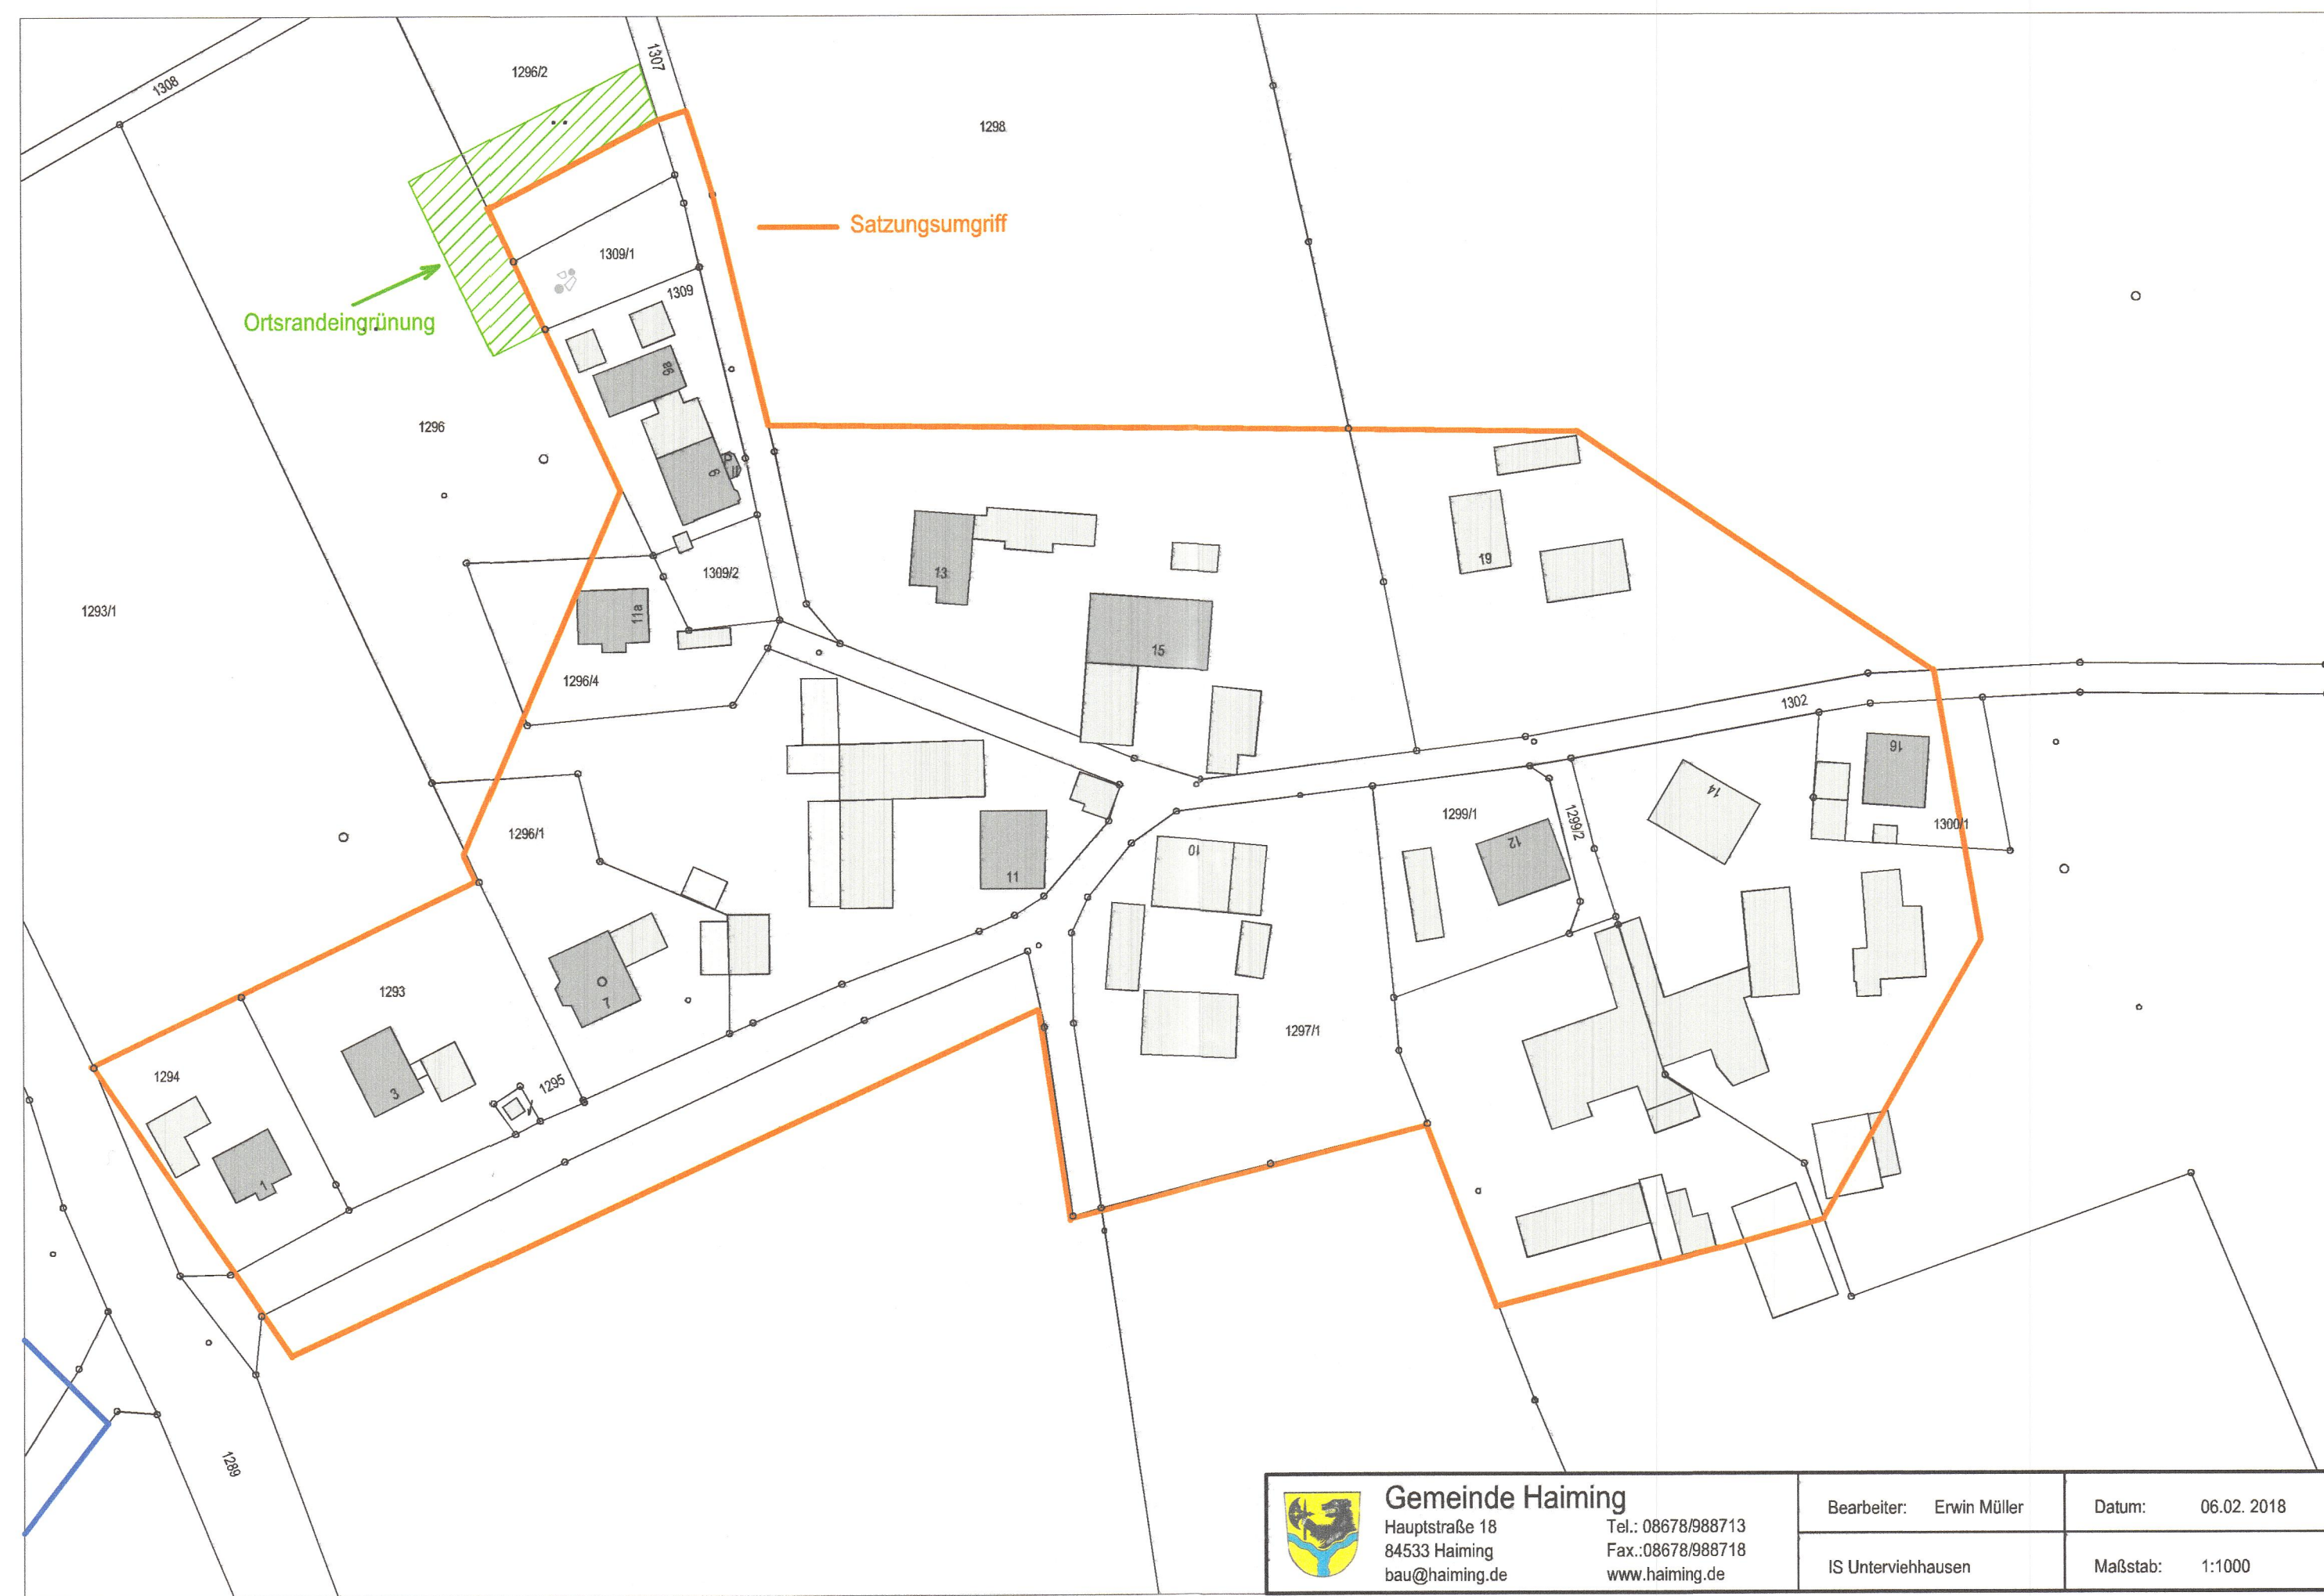 1307
1296/2
1308
1298
Satzungsumgriff
1309/1
1309
Ortsrandeingrünung
9a
1296
9
13
19
1309/2
1293/1
11a
15
1296/4
1302
16
14
1296/1
1299/1
1299/2
1300/1
12
10
11
1293
7
1297/1
1294
3
1295
1
1289
Gemeinde Haiming
Hauptstraße 18
84533 Haiming
bau@haiming.de
Tel.: 08678/988713
Fax.:08678/988718
www.haiming.de
Bearbeiter: Erwin Müller
Datum: 06.02. 2018
IS Unterviehhausen
Maßstab: 1:1000